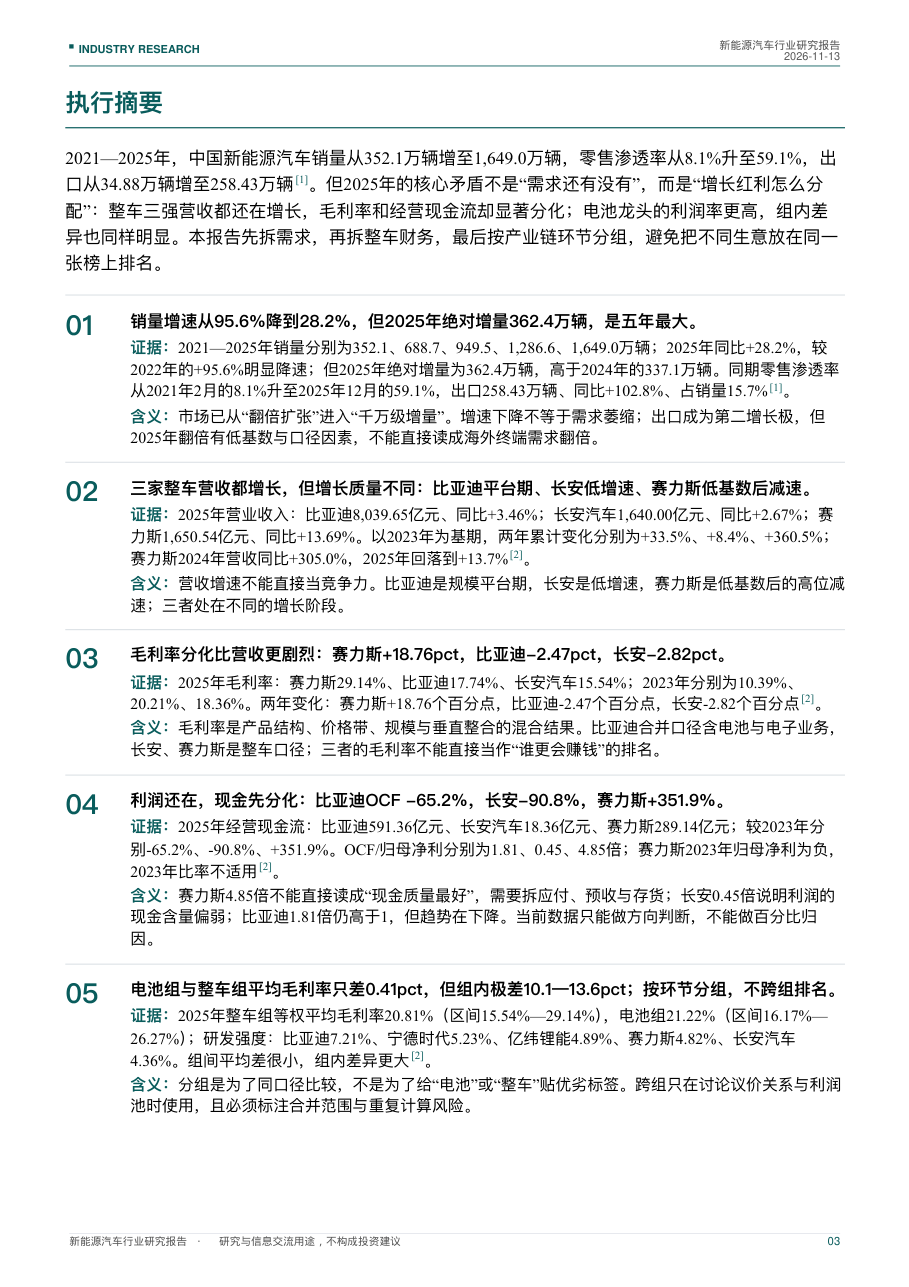 INDUSTRY RESEARCH
新能源汽车行业研究报告
2026-11-13
执行摘要
2021—2025年，中国新能源汽车销量从352.1万辆增至1,649.0万辆，零售渗透率从8.1%升至59.1%，出
口从34.88万辆增至258.43万辆[1]。但2025年的核心矛盾不是“需求还有没有”，而是“增长红利怎么分
配”：整车三强营收都还在增长，毛利率和经营现金流却显著分化；电池龙头的利润率更高，组内差
异也同样明显。本报告先拆需求，再拆整车财务，最后按产业链环节分组，避免把不同生意放在同一
张榜上排名。
01
销量增速从95.6%降到28.2%，但2025年绝对增量362.4万辆，是五年最大。
证据：2021—2025年销量分别为352.1、688.7、949.5、1,286.6、1,649.0万辆；2025年同比+28.2%，较
2022年的+95.6%明显降速；但2025年绝对增量为362.4万辆，高于2024年的337.1万辆。同期零售渗透率
从2021年2月的8.1%升至2025年12月的59.1%，出口258.43万辆、同比+102.8%、占销量15.7%[1]。
含义：市场已从“翻倍扩张”进入“千万级增量”。增速下降不等于需求萎缩；出口成为第二增长极，但
2025年翻倍有低基数与口径因素，不能直接读成海外终端需求翻倍。
02
三家整车营收都增长，但增长质量不同：比亚迪平台期、长安低增速、赛力斯低基数后减速。
证据：2025年营业收入：比亚迪8,039.65亿元、同比+3.46%；长安汽车1,640.00亿元、同比+2.67%；赛
力斯1,650.54亿元、同比+13.69%。以2023年为基期，两年累计变化分别为+33.5%、+8.4%、+360.5%；
赛力斯2024年营收同比+305.0%，2025年回落到+13.7%[2]。
含义：营收增速不能直接当竞争力。比亚迪是规模平台期，长安是低增速，赛力斯是低基数后的高位减
速；三者处在不同的增长阶段。
03
毛利率分化比营收更剧烈：赛力斯+18.76pct，比亚迪−2.47pct，长安−2.82pct。
证据：2025年毛利率：赛力斯29.14%、比亚迪17.74%、长安汽车15.54%；2023年分别为10.39%、
20.21%、18.36%。两年变化：赛力斯+18.76个百分点，比亚迪-2.47个百分点，长安-2.82个百分点[2]。
含义：毛利率是产品结构、价格带、规模与垂直整合的混合结果。比亚迪合并口径含电池与电子业务，
长安、赛力斯是整车口径；三者的毛利率不能直接当作“谁更会赚钱”的排名。
04
利润还在，现金先分化：比亚迪OCF −65.2%，长安−90.8%，赛力斯+351.9%。
证据：2025年经营现金流：比亚迪591.36亿元、长安汽车18.36亿元、赛力斯289.14亿元；较2023年分
别-65.2%、-90.8%、+351.9%。OCF/归母净利分别为1.81、0.45、4.85倍；赛力斯2023年归母净利为负，
2023年比率不适用[2]。
含义：赛力斯4.85倍不能直接读成“现金质量最好”，需要拆应付、预收与存货；长安0.45倍说明利润的
现金含量偏弱；比亚迪1.81倍仍高于1，但趋势在下降。当前数据只能做方向判断，不能做百分比归
因。
05
电池组与整车组平均毛利率只差0.41pct，但组内极差10.1—13.6pct；按环节分组，不跨组排名。
证据：2025年整车组等权平均毛利率20.81%（区间15.54%—29.14%），电池组21.22%（区间16.17%—
26.27%）；研发强度：比亚迪7.21%、宁德时代5.23%、亿纬锂能4.89%、赛力斯4.82%、长安汽车
4.36%。组间平均差很小，组内差异更大[2]。
含义：分组是为了同口径比较，不是为了给“电池”或“整车”贴优劣标签。跨组只在讨论议价关系与利润
池时使用，且必须标注合并范围与重复计算风险。
新能源汽车行业研究报告 · 研究与信息交流用途，不构成投资建议
03